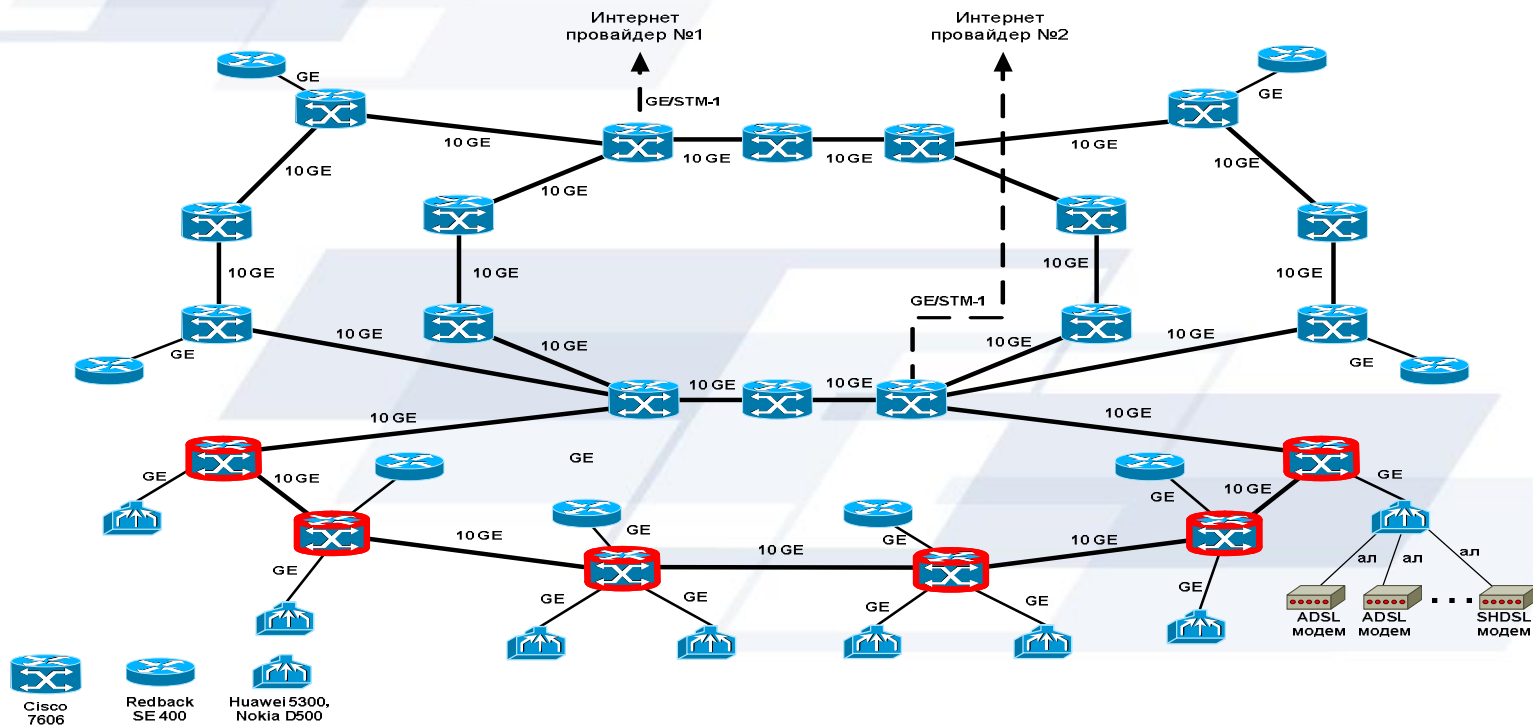 Интернет
провайдер №1
Интернет
провайдер №2
GE
GE/STM-1
GE
10 GE
10 GE
10 GE
10 GE
10 GE
10 GE
10 GE
10 GE
10 GE
10 GE
10 GE
10 GE
GE/STM-1
10 GE
10 GE
10 GE
10 GE
GE
GE
10 GE
10 GE
10 GE
10 GE
GE
GE
10 GE
GE
10 GE
GE
10 GE
GE
10 GE
GE
10 GE
ал
ал
ал
GE
GE
GE
GE
GE
GE
ADSL
модем
ADSL
модем
SHDSL
модем
Cisco
7606
Redback
SE 400
Huawei 5300,
Nokia D500